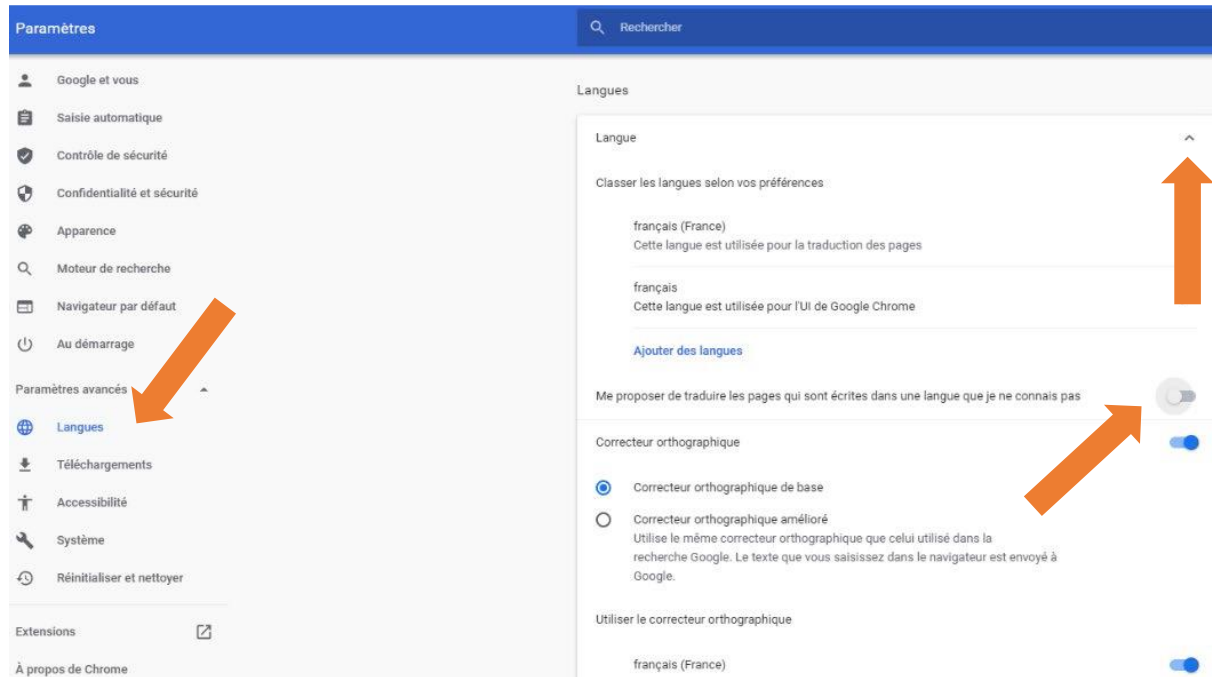 Paramètres
Rechercher
Google et vous
Saisie automatique
Contrôle de sécurité
Confidentialité et sécurité
Apparence
Moteur de recherche
Navigateur par défaut
Au démarrage
Paramètres avancés
Langues
Téléchargements
Accessibilité
Système
Réinitialiser et nettoyer
Extensions
À propos de Chrome
Langues
Langue
Classer les langues selon vos préférences
français (France)
Cette langue est utilisée pour la traduction des pages
français
Cette langue est utilisée pour l'UI de Google Chrome
Ajouter des langues
Me proposer de traduire les pages qui sont écrites dans une langue que je ne connais pas
Correcteur orthographique
Correcteur orthographique de base
Correcteur orthographique amélioré
Utilise le même correcteur orthographique que celui utilisé dans la
recherche Google. Le texte que vous saisissez dans le navigateur est envoyé à
Google.
Utiliser le correcteur orthographique
français (France)